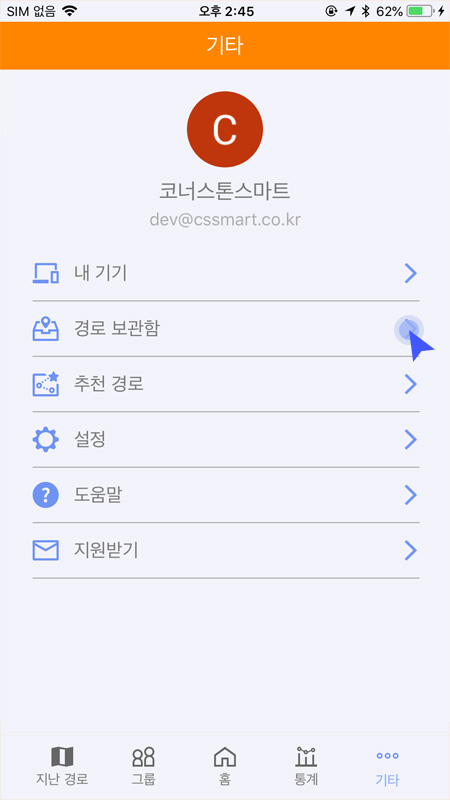 SIM 없음 오후 2:45 62%
기타
C
코너스톤스마트
dev@cssmart.co.kr
내 기기
경로 보관함
추천 경로
설정
?
도움말
지원받기
지난 경로 그룹 홈 통계 기타